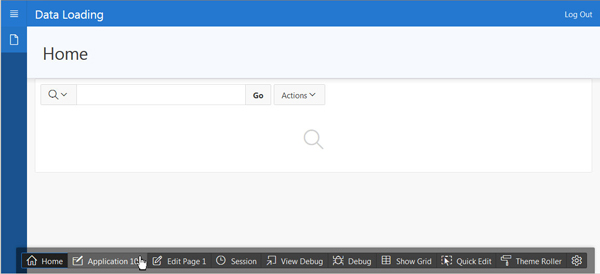 Data Loading
Log Out
Home
Go
Actions
Home
Edit Page 1
Session
View Debug
Debug
Show Grid
Quick Edit
Theme Roller
Application